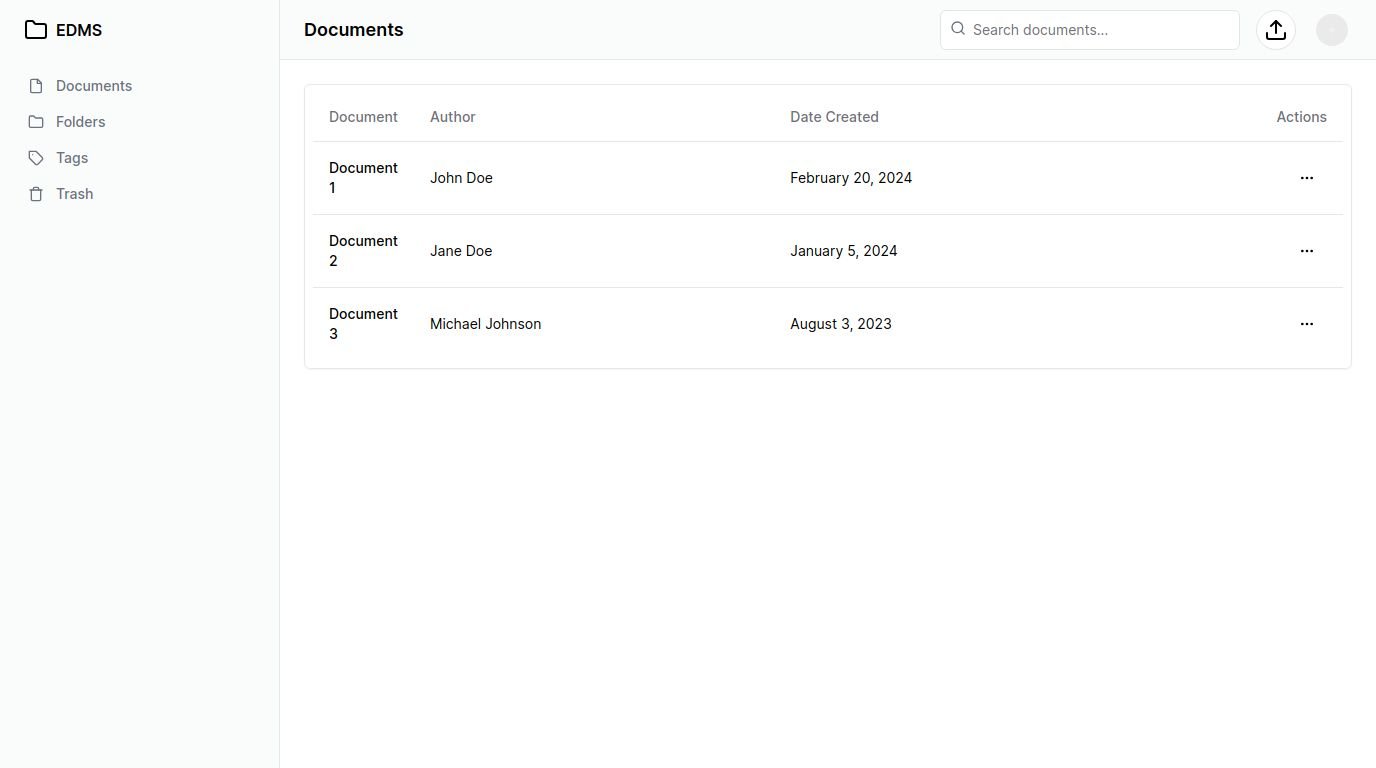 EDMS
Documents
Folders
Tags
Trash
Documents
Search documents...
Document Author Date Created Actions
Document
1
John Doe February 20, 2024
Document
2
Jane Doe January 5, 2024
Document
3
Michael Johnson August 3, 2023